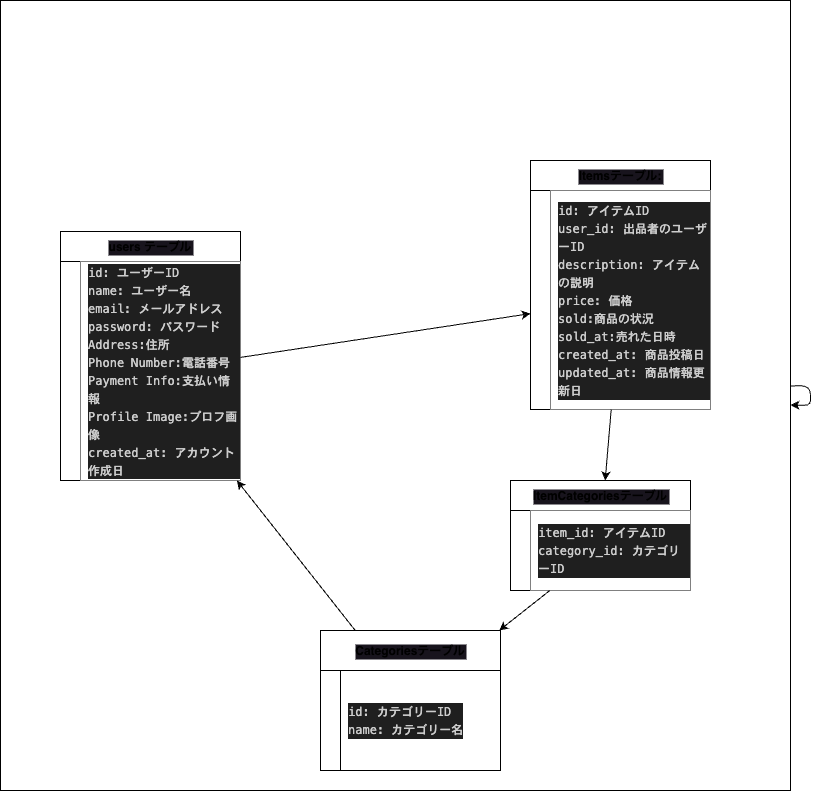 Itemsテーブル:
id: アイテムID
user_id: 出品者のユーザ
ーID
description: アイテム
の説明
price: 価格
sold:商品の状況
sold_at:売れた日時
created_at: 商品投稿日
updated_at: 商品情報更
新日
users テーブル
id: ユーザーID
name: ユーザー名
email: メールアドレス
password: パスワード
Address:住所
Phone Number:電話番号
Payment Info:支払い情
報
Profile Image:プロフ画
像
created_at: アカウント
作成日
ItemCategoriesテーブル
item_id: アイテムID
category_id: カテゴリ
ーID
Categoriesテーブル
id: カテゴリーID
name: カテゴリー名